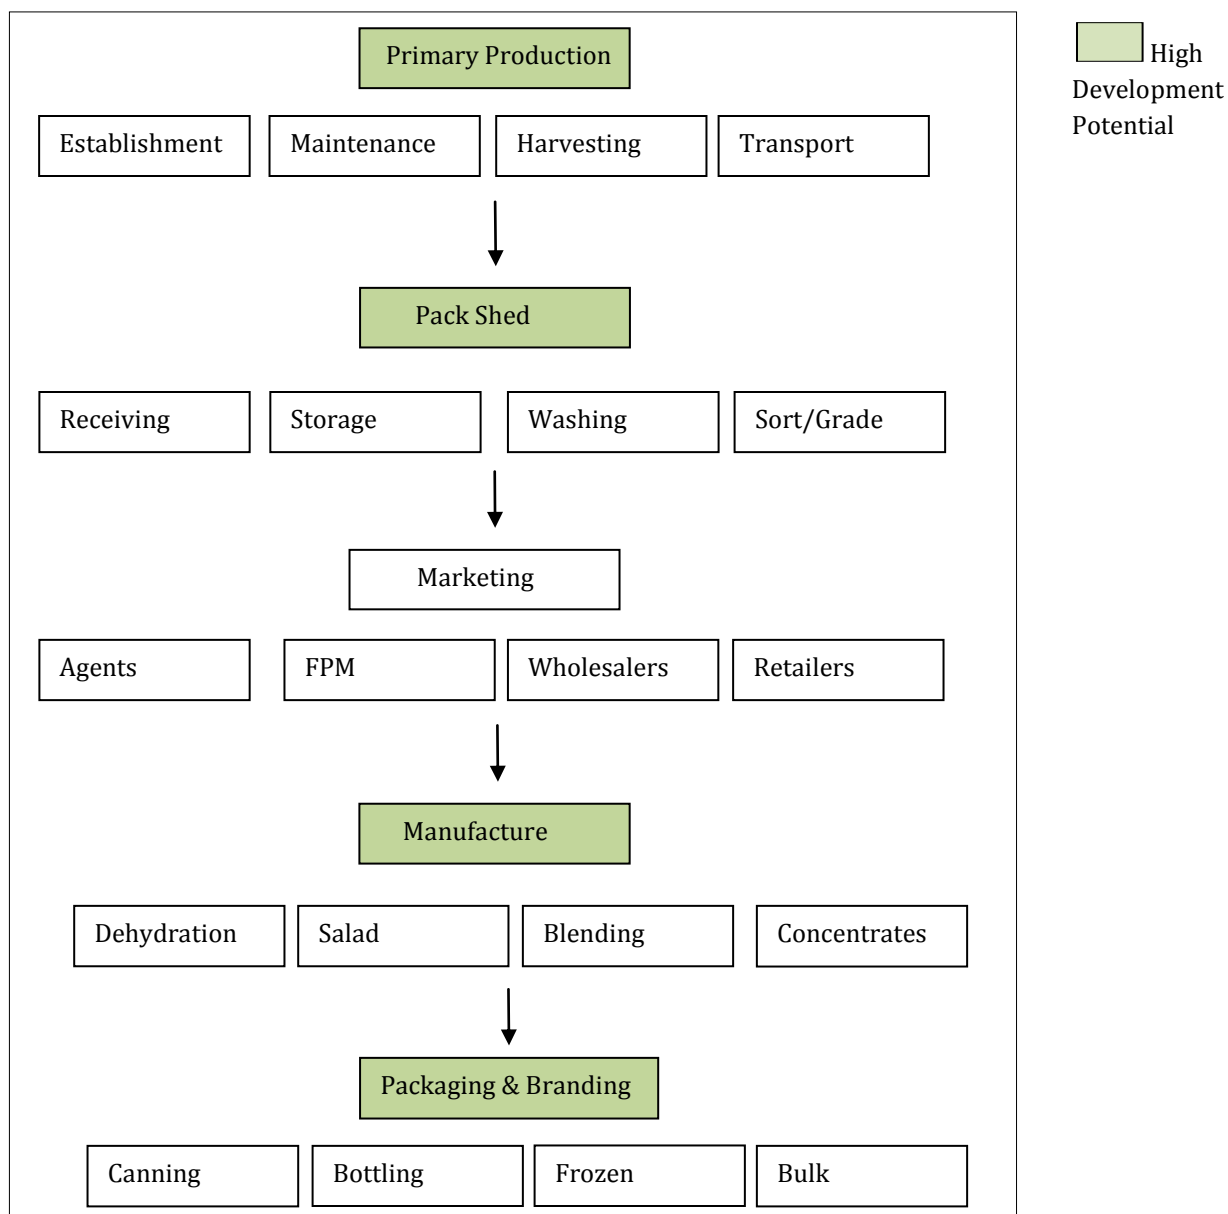 Primary Production
High
Development
Potential
Establishment
Maintenance
Harvesting
Transport
Pack Shed
Receiving
Storage
Washing
Sort/Grade
Marketing
Agents
FPM
Wholesalers
Retailers
Manufacture
Dehydration
Salad
Blending
Concentrates
Packaging & Branding
Canning
Bottling
Frozen
Bulk